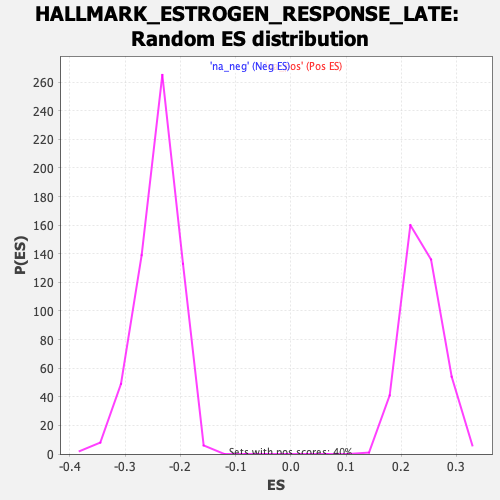 HALLMARK_ESTROGEN_RESPONSE_LATE:
Random ES distribution
'na_neg' (Neg ES)os' (Pos ES)
260
240
220
200
180
160
140
120
100
80
60
40
20
0
P(ES)
Sets with pos scores: 40%
-0.4 -0.3 -0.2 -0.1 0.0 0.1 0.2 0.3
ES